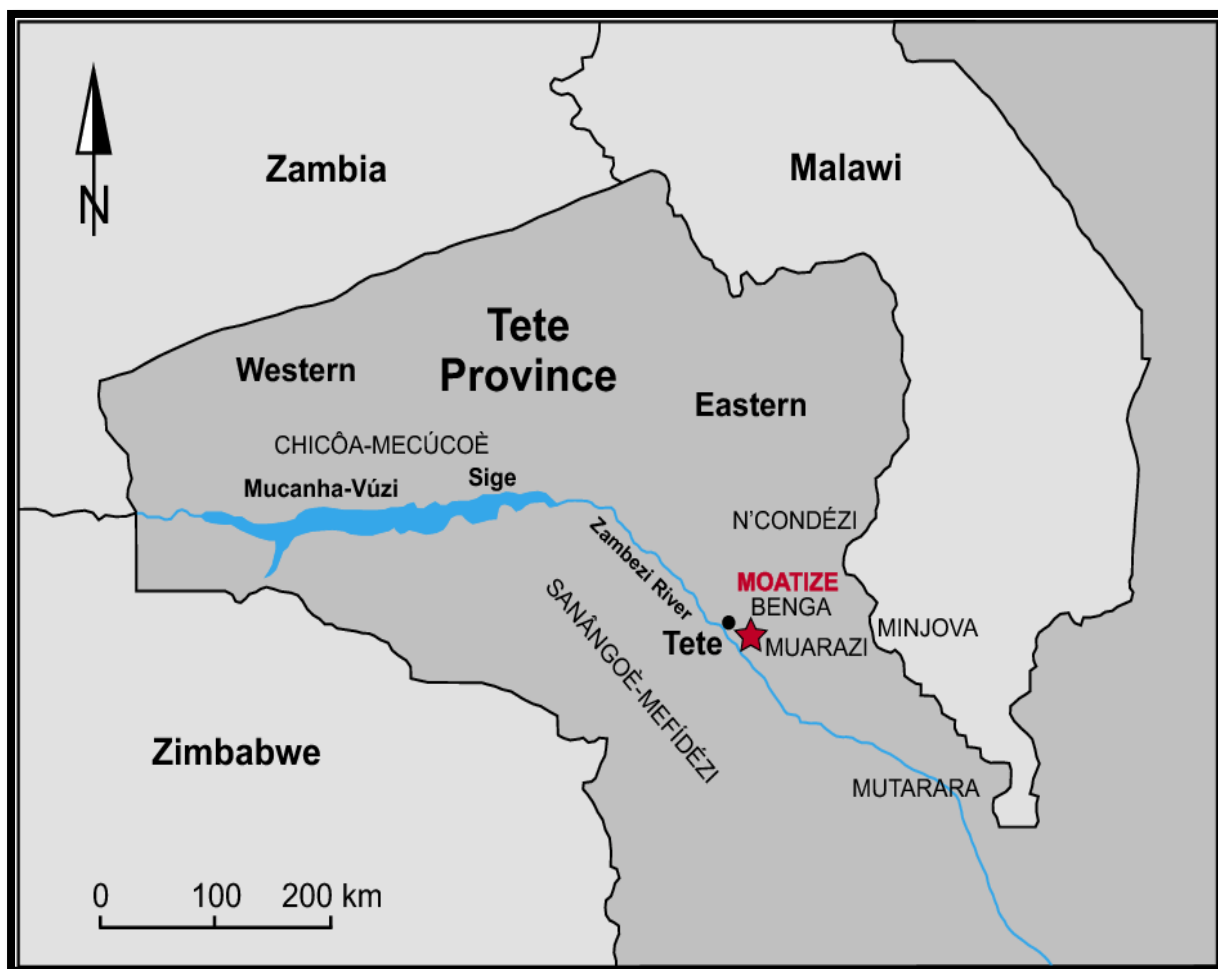 N
Zambia
Malawi
Tete
Province
Western
Eastern
CHICÔA-MECÚCOÈ
Sige
Mucanha-Vúzi
N'CONDÉZI
Zambezi River
MOATIZE
BENGA
SANÂNGOÈ-MEFÍDÉZI
Tete
MUARAZI
MINJOVA
Zimbabwe
MUTARARA
0 100 200 km